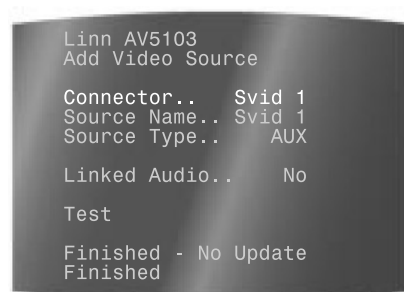 Linn AV5103
Add Video Source
Connector.. Svid 1
Source Name.. Svid 1
Source Type.. AUX
Linked Audio.. No
Test
Finished - No Update
Finished